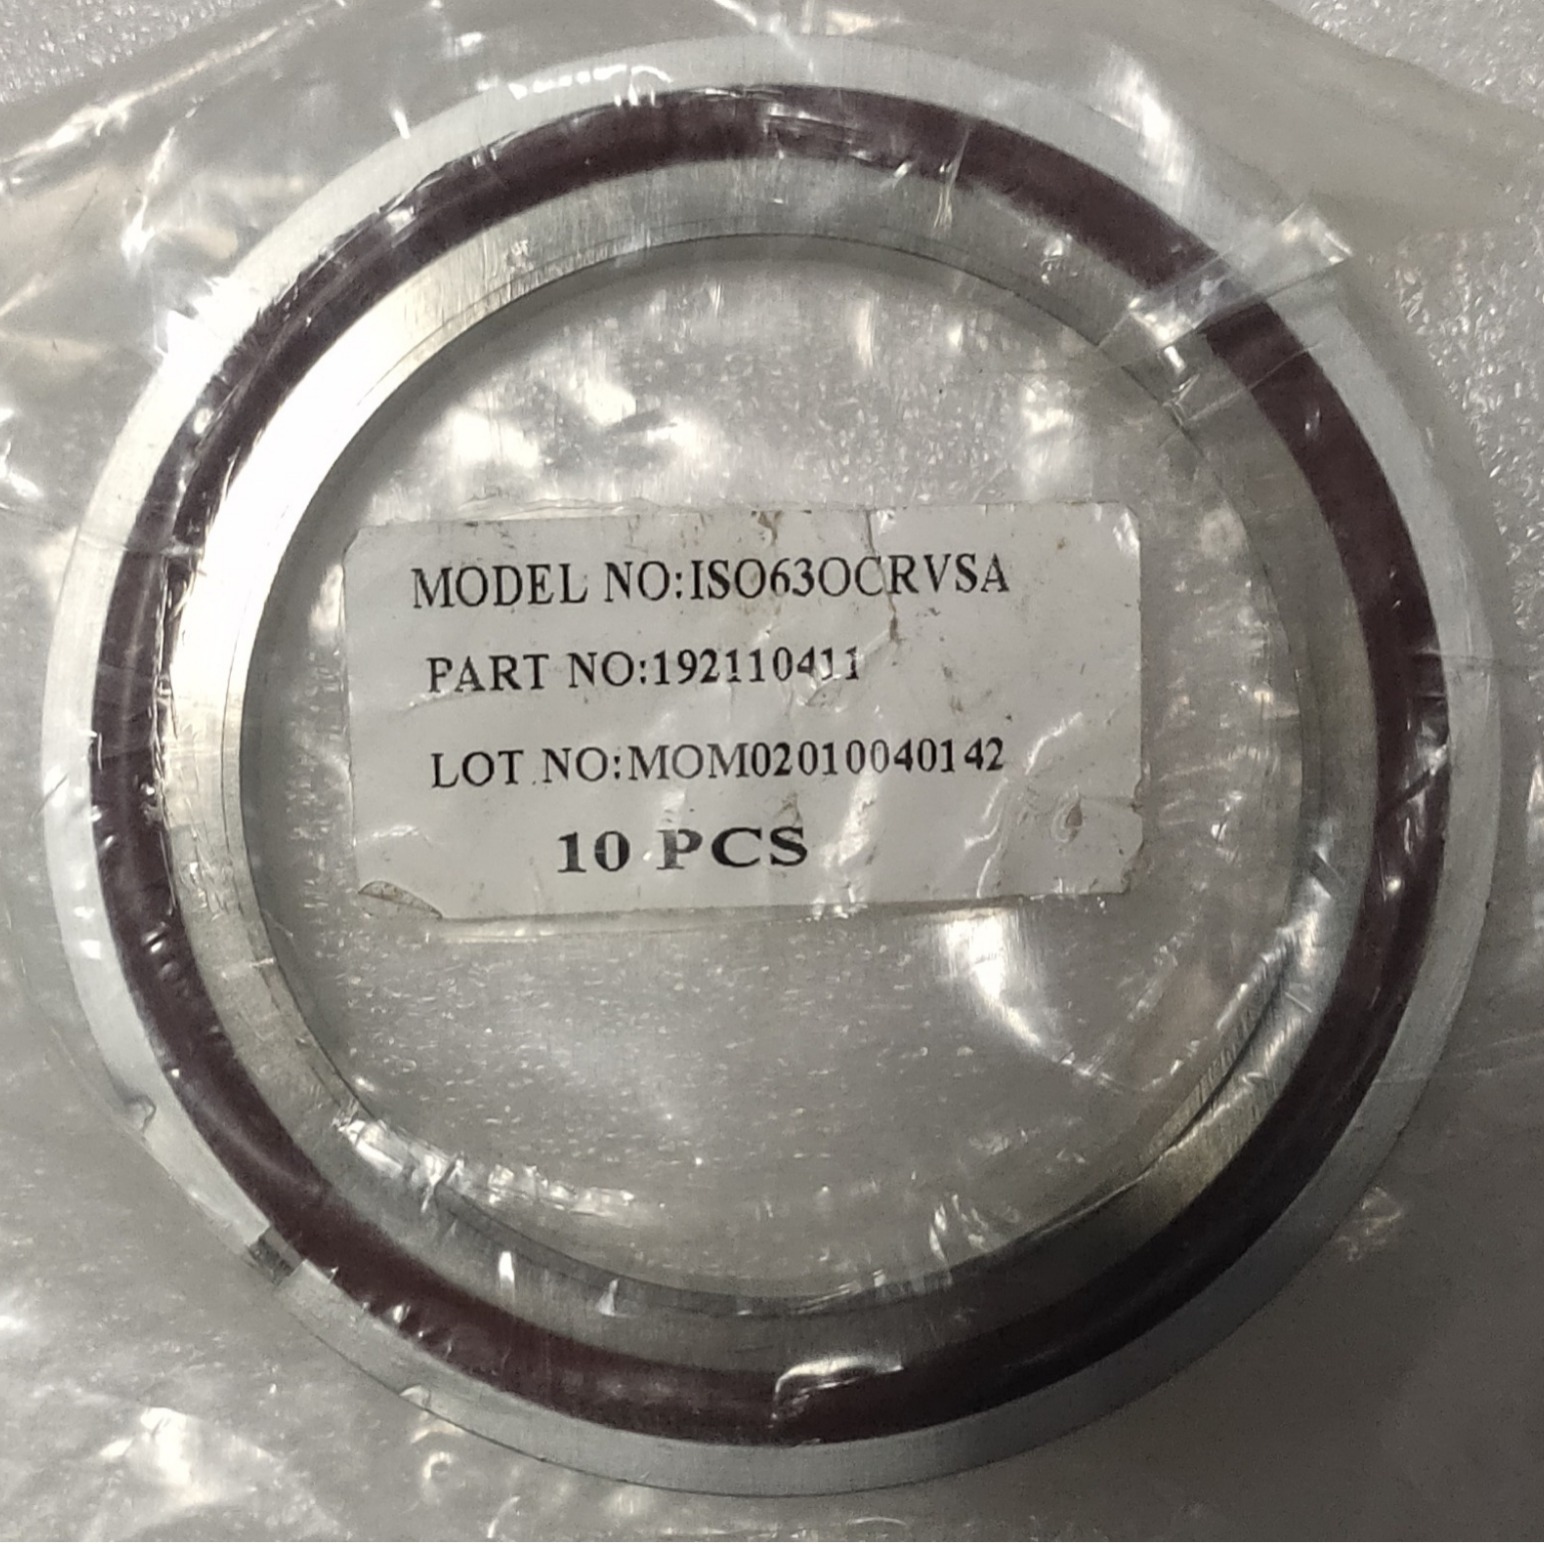 MODEL NO:ISO63OCRVSA
PART NO:192110411
LOT NO:MOM02010040142
10 PCS